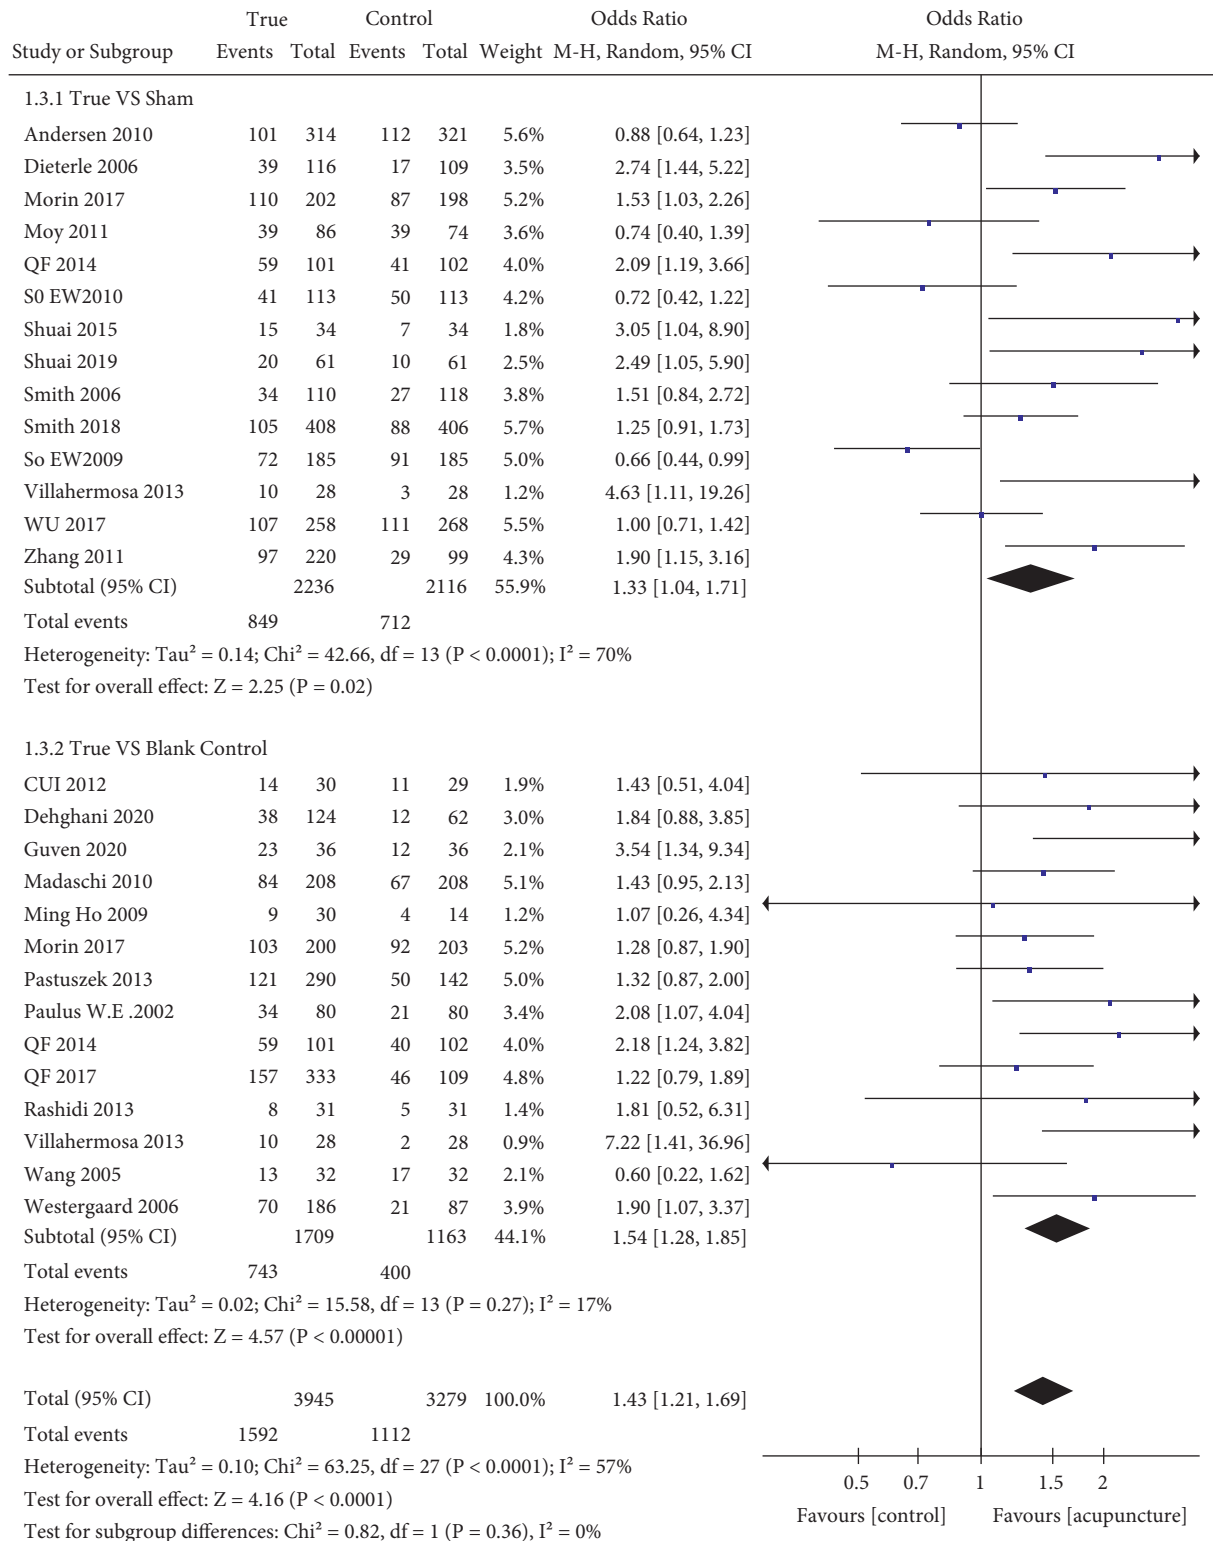 True Control Odds Ratio Odds Ratio
Study or Subgroup Events Total Events Total Weight M-H, Random, 95% CI M-H, Random, 95% CI
1.3.1 True VS Sham
Andersen 2010 101 314 112 321 5.6% 0.88 [0.64, 1.23]
Dieterle 2006 39 116 17 109 3.5% 2.74 [1.44, 5.22]
Morin 2017 110 202 87 198 5.2% 1.53 [1.03, 2.26]
Moy 2011 39 86 39 74 3.6% 0.74 [0.40, 1.39]
QF 2014 59 101 41 102 4.0% 2.09 [1.19, 3.66]
S0 EW2010 41 113 50 113 4.2% 0.72 [0.42, 1.22]
Shuai 2015 15 34 7 34 1.8% 3.05 [1.04, 8.90]
Shuai 2019 20 61 10 61 2.5% 2.49 [1.05, 5.90]
Smith 2006 34 110 27 118 3.8% 1.51 [0.84, 2.72]
Smith 2018 105 408 88 406 5.7% 1.25 [0.91, 1.73]
So EW2009 72 185 91 185 5.0% 0.66 [0.44, 0.99]
Villahermosa 2013 10 28 3 28 1.2% 4.63 [1.11, 19.26]
WU 2017 107 258 111 268 5.5% 1.00 [0.71, 1.42]
Zhang 2011 97 220 29 99 4.3% 1.90 [1.15, 3.16]
Subtotal (95% CI) 2236 2116 55.9% 1.33 [1.04, 1.71]
Total events 849 712
Heterogeneity: Tau² = 0.14; Chi² = 42.66, df = 13 (P < 0.0001); I² = 70%
Test for overall effect: Z = 2.25 (P = 0.02)
1.3.2 True VS Blank Control
CUI 2012 14 30 11 29 1.9% 1.43 [0.51, 4.04]
Dehghani 2020 38 124 12 62 3.0% 1.84 [0.88, 3.85]
Guven 2020 23 36 12 36 2.1% 3.54 [1.34, 9.34]
Madaschi 2010 84 208 67 208 5.1% 1.43 [0.95, 2.13]
Ming Ho 2009 9 30 4 14 1.2% 1.07 [0.26, 4.34]
Morin 2017 103 200 92 203 5.2% 1.28 [0.87, 1.90]
Pastuszek 2013 121 290 50 142 5.0% 1.32 [0.87, 2.00]
Paulus W.E .2002 34 80 21 80 3.4% 2.08 [1.07, 4.04]
QF 2014 59 101 40 102 4.0% 2.18 [1.24, 3.82]
QF 2017 157 333 46 109 4.8% 1.22 [0.79, 1.89]
Rashidi 2013 8 31 5 31 1.4% 1.81 [0.52, 6.31]
Villahermosa 2013 10 28 2 28 0.9% 7.22 [1.41, 36.96]
Wang 2005 13 32 17 32 2.1% 0.60 [0.22, 1.62]
Westergaard 2006 70 186 21 87 3.9% 1.90 [1.07, 3.37]
Subtotal (95% CI) 1709 1163 44.1% 1.54 [1.28, 1.85]
Total events 743 400
Heterogeneity: Tau² = 0.02; Chi² = 15.58, df = 13 (P = 0.27); I² = 17%
Test for overall effect: Z = 4.57 (P < 0.00001)
Total (95% CI) 3945 3279 100.0% 1.43 [1.21, 1.69]
Total events 1592 1112
Heterogeneity: Tau² = 0.10; Chi² = 63.25, df = 27 (P < 0.0001); I² = 57%
Test for overall effect: Z = 4.16 (P < 0.0001)
Test for subgroup differences: Chi² = 0.82, df = 1 (P = 0.36), I² = 0%
0.5 0.7 1 1.5 2
Favours [control] Favours [acupuncture]